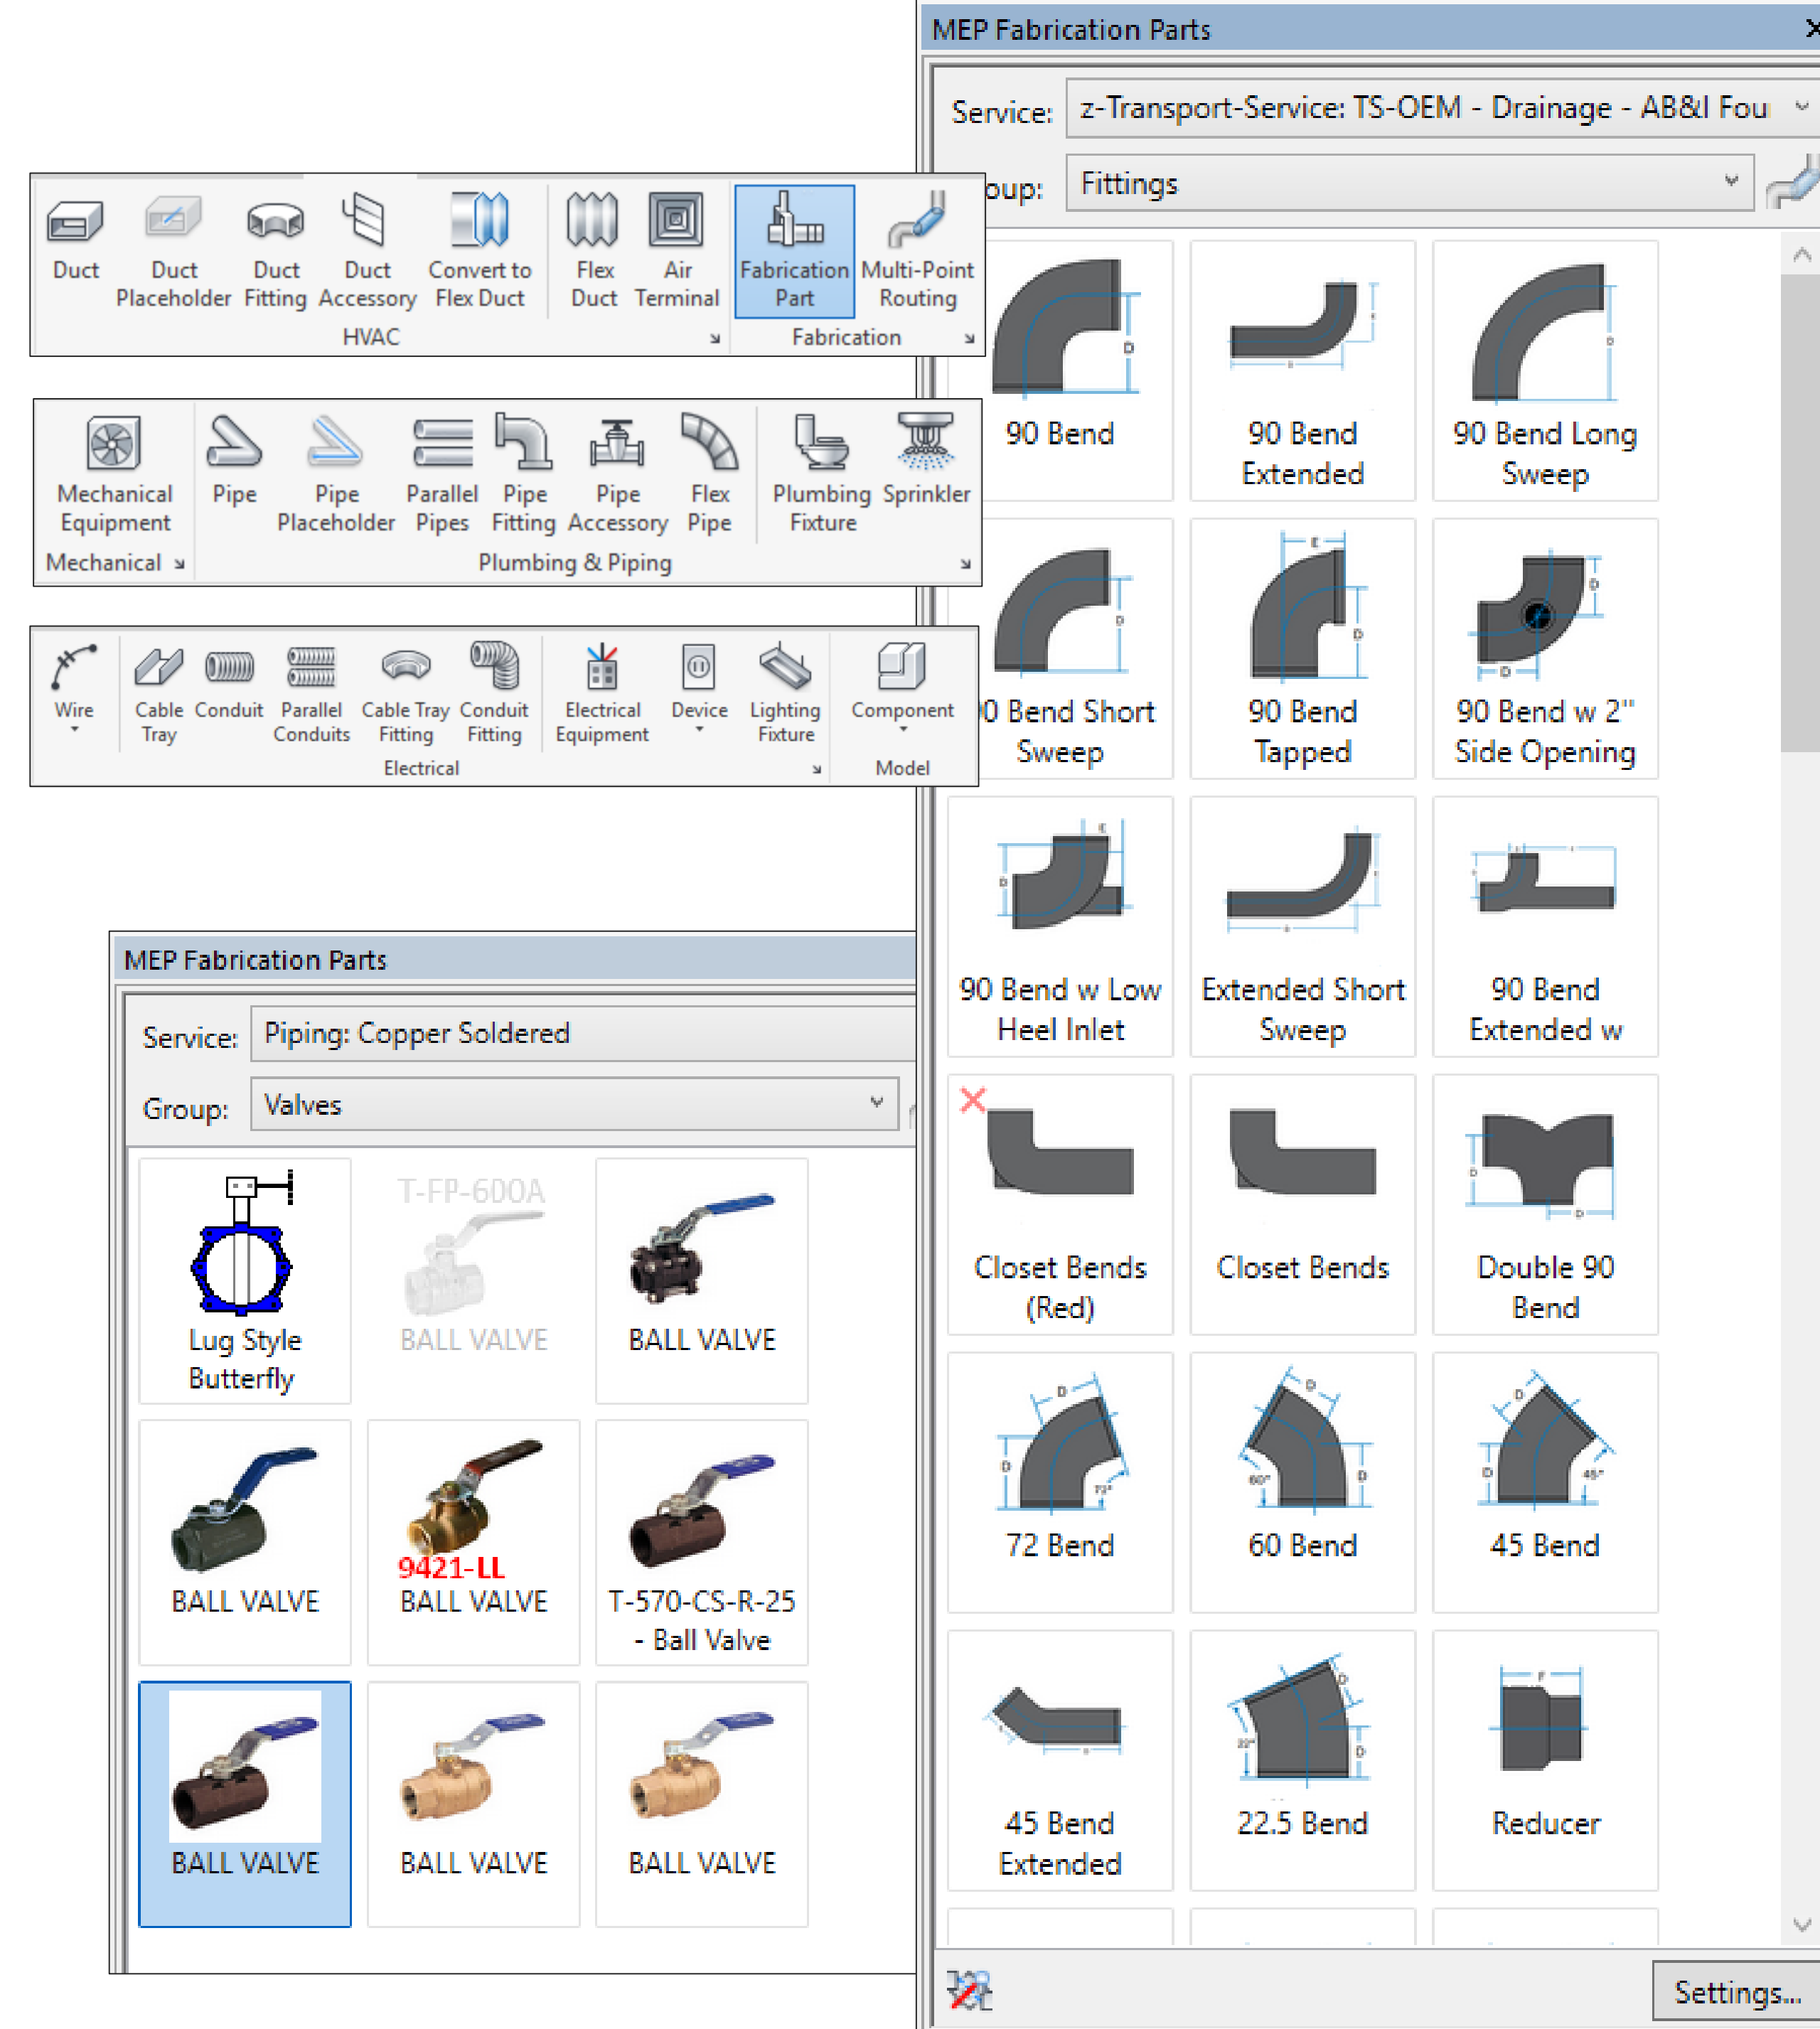 MEP Fabrication Parts
Service: z-Transport-Service: TS-OEM - Drainage - AB&I Fou
oup: Fittings
Duct
Duct Placeholder
Duct Fitting
Duct Accessory
Convert to Flex Duct
Flex Duct
Air Terminal
Fabrication Part
Multi-Point Routing
HVAC
Fabrication
Mechanical Equipment
Pipe
Pipe Placeholder
Parallel Pipes
Pipe Fitting
Pipe Accessory
Flex Pipe
Plumbing Fixture
Sprinkler
Mechanical
Plumbing & Piping
Wire
Cable Tray
Conduit
Parallel Conduits
Cable Tray Fitting
Conduit Fitting
Electrical Equipment
Device
Lighting Fixture
Component
Electrical
Model
D
90 Bend
90 Bend
Extended
90 Bend Long
Sweep
D
0 Bend Short
Sweep
E
D
90 Bend
Tapped
D
D
90 Bend w 2"
Side Opening
E
D
90 Bend w Low
Heel Inlet
Extended Short
Sweep
90 Bend
Extended w
Closet Bends
(Red)
Closet Bends
D
D
Double 90
Bend
D
D
72°
72 Bend
D
60°
D
60 Bend
D
D
45°
45 Bend
45 Bend
Extended
D
22°
D
22.5 Bend
F
Reducer
Settings...
MEP Fabrication Parts
Service: Piping: Copper Soldered
Group: Valves
Lug Style
Butterfly
T-FP-600A
BALL VALVE
BALL VALVE
BALL VALVE
9421-LL
BALL VALVE
T-570-CS-R-25
- Ball Valve
BALL VALVE
BALL VALVE
BALL VALVE